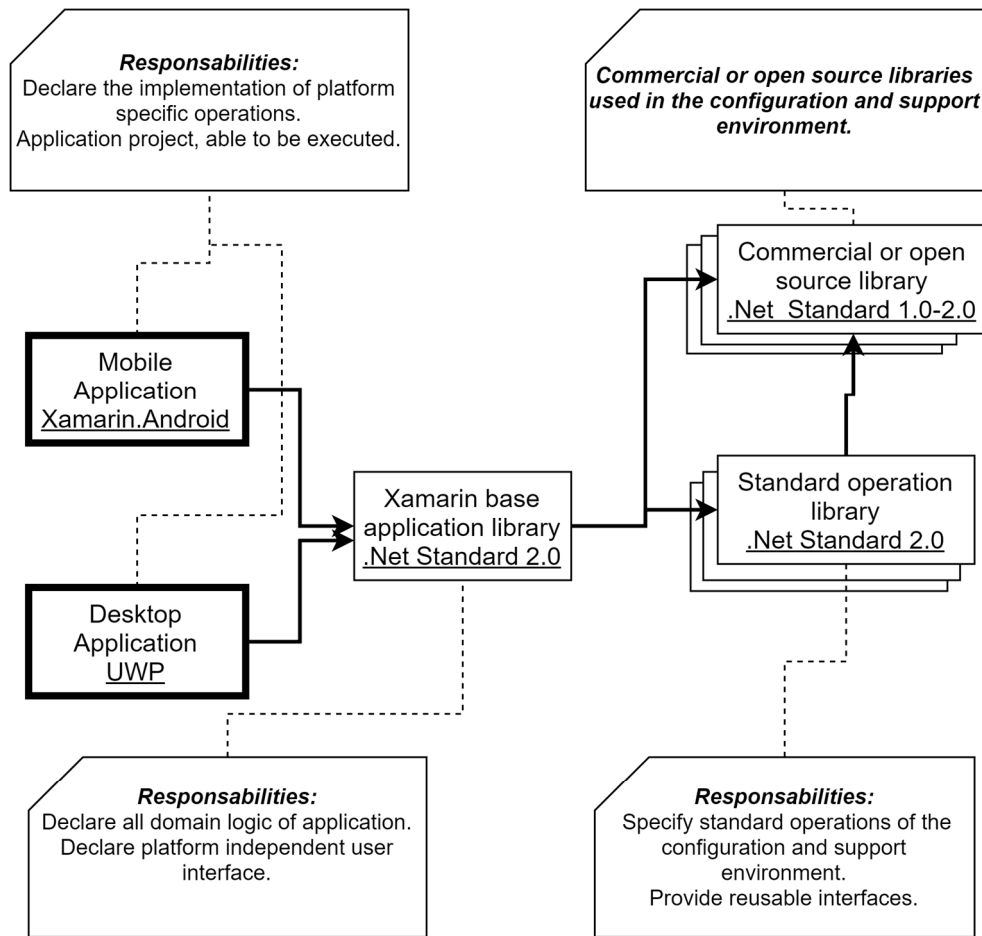 Responsabilities:
Declare the implementation of platform
specific operations.
Application project, able to be executed.
Commercial or open source libraries
used in the configuration and support
environment.
Commercial or open
source library
.Net Standard 1.0-2.0
Mobile
Application
Xamarin.Android
Xamarin base
application library
.Net Standard 2.0
Standard operation
library
.Net Standard 2.0
Desktop
Application
UWP
Responsabilities:
Declare all domain logic of application.
Declare platform independent user
interface.
Responsabilities:
Specify standard operations of the
configuration and support
environment.
Provide reusable interfaces.